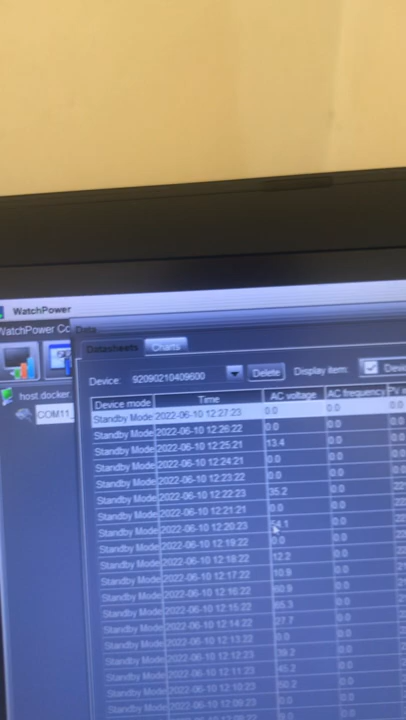 WatchPower
WatchPower Co
Data
Datasheets Charts
Device: 92090210409600 Delete Display item: Devic
host.docker.
COM11_
Device mode Time AC voltage AC frequency PV
Standby Mode 2022-06-10 12:27:23 0.0 0.0
Standby Mode 2022-06-10 12:26:22 0.0 0.0
Standby Mode 2022-06-10 12:25:21 13.4 0.0
Standby Mode 2022-06-10 12:24:21 0.0 0.0
Standby Mode 2022-06-10 12:23:22 0.0 0.0
Standby Mode 2022-06-10 12:22:23 35.2 0.0
Standby Mode 2022-06-10 12:21:21 0.0 0.0
Standby Mode 2022-06-10 12:20:23 0.0
Standby Mode 2022-06-10 12:19:22 0.0 0.0
Standby Mode 2022-06-10 12:18:22 12.2 0.0
Standby Mode 2022-06-10 12:17:22 10.9 0.0
Standby Mode 2022-06-10 12:16:22 0.0
Standby Mode 2022-06-10 12:15:22 0.0
Standby Mode 2022-06-10 12:14:22 27.7 0.0
Standby Mode 2022-06-10 12:13:22 0.0 0.0
Standby Mode 2022-06-10 12:12:23 0.0
Standby Mode 2022-06-10 12:11:23 45.2 0.0
Standby Mode 2022-06-10 12:10:23 0.0
Standby Mode 2022-06-10 12:09:23 0.0 0.0